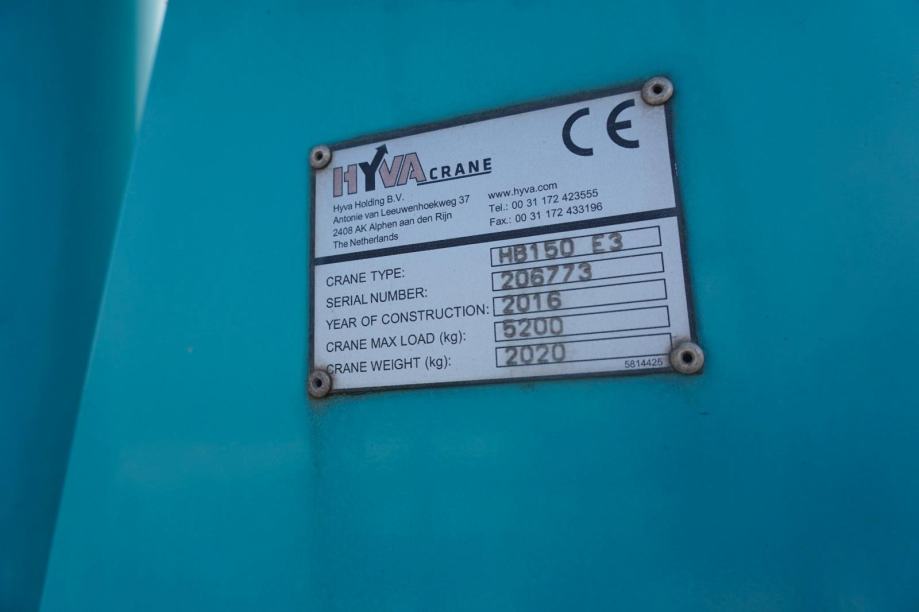 HYVA CRANE
CE
Hyva Holding B.V.
Antonie van Leeuwenhoekweg 37
2408 AK Alphen aan den Rijn
The Netherlands
www.hyva.com
Tel.: 00 31 172 423555
Fax.: 00 31 172 433196
CRANE TYPE: HB150 E3
SERIAL NUMBER: 206773
YEAR OF CONSTRUCTION: 2016
CRANE MAX LOAD (kg): 5200
CRANE WEIGHT (kg): 2020
5814425